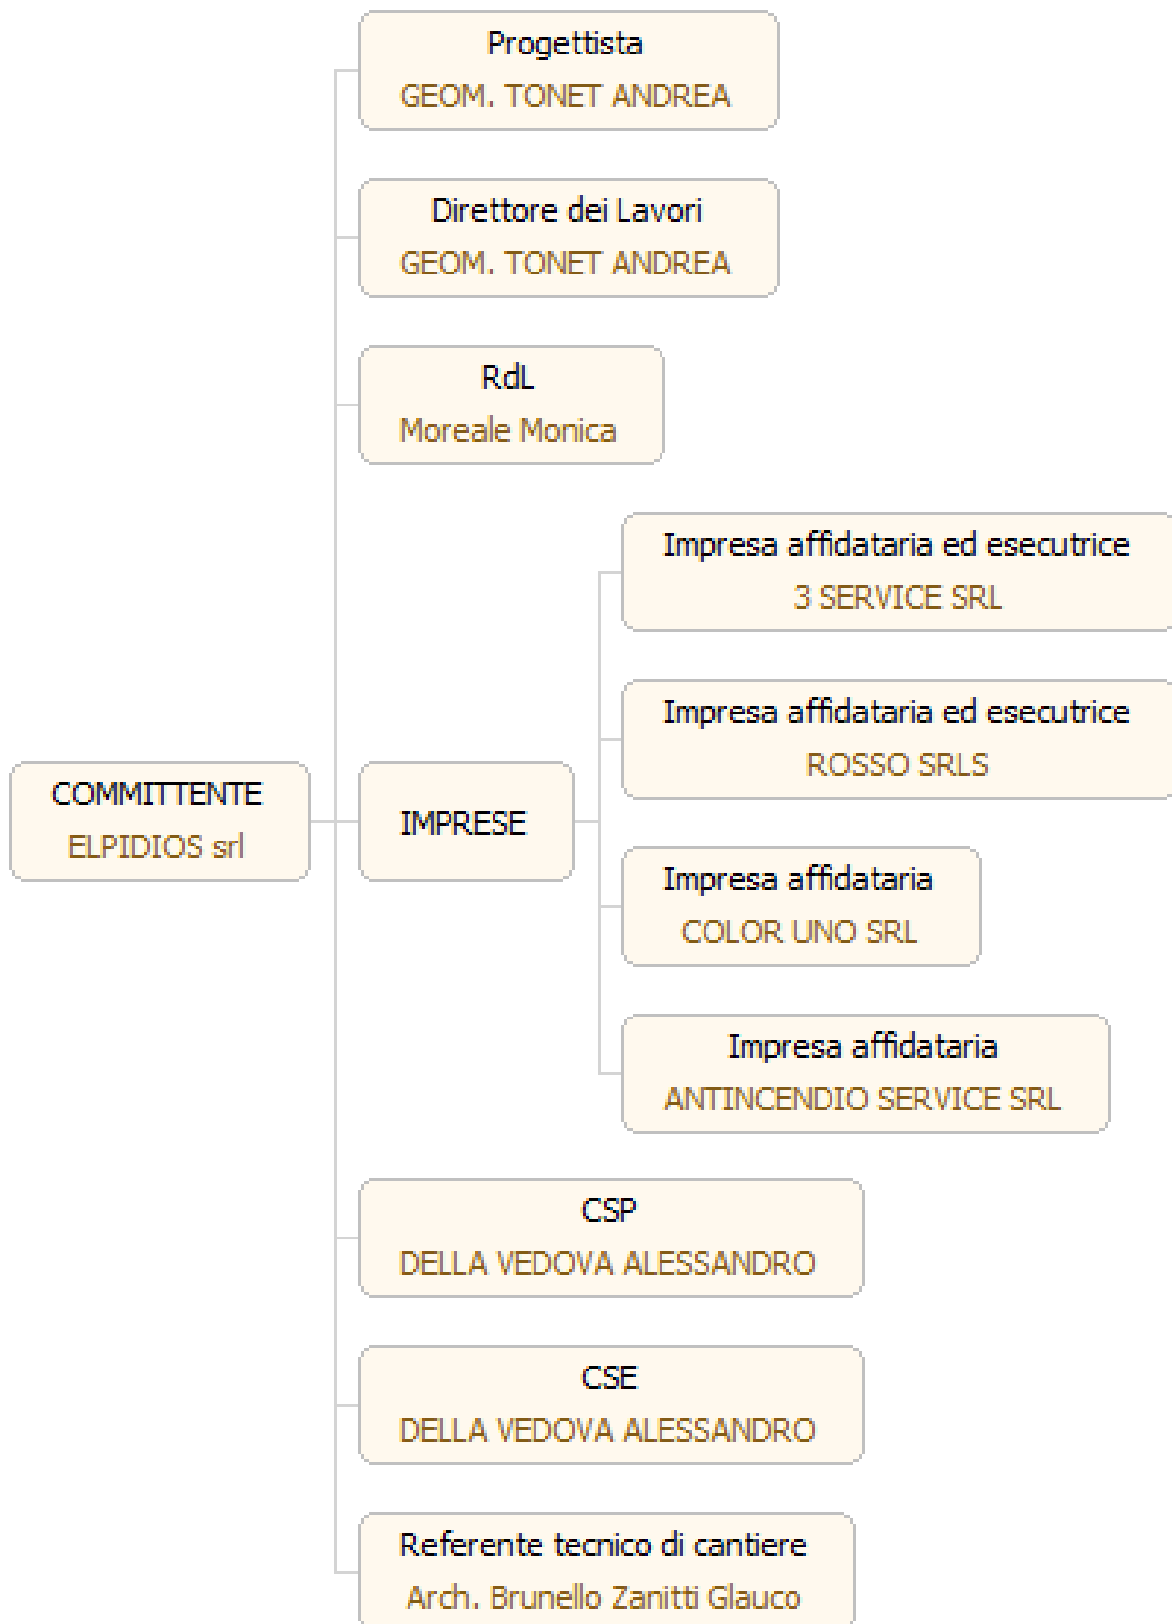 Progettista
GEOM. TONET ANDREA
Direttore dei Lavori
GEOM. TONET ANDREA
RdL
Moreale Monica
COMMITTENTE
ELPIDIOS srl
IMPRESE
Impresa affidataria ed esecutrice
3 SERVICE SRL
Impresa affidataria ed esecutrice
ROSSO SRLS
Impresa affidataria
COLOR UNO SRL
Impresa affidataria
ANTINCENDIO SERVICE SRL
CSP
DELLA VEDOVA ALESSANDRO
CSE
DELLA VEDOVA ALESSANDRO
Referente tecnico di cantiere
Arch. Brunello Zanitti Glauco